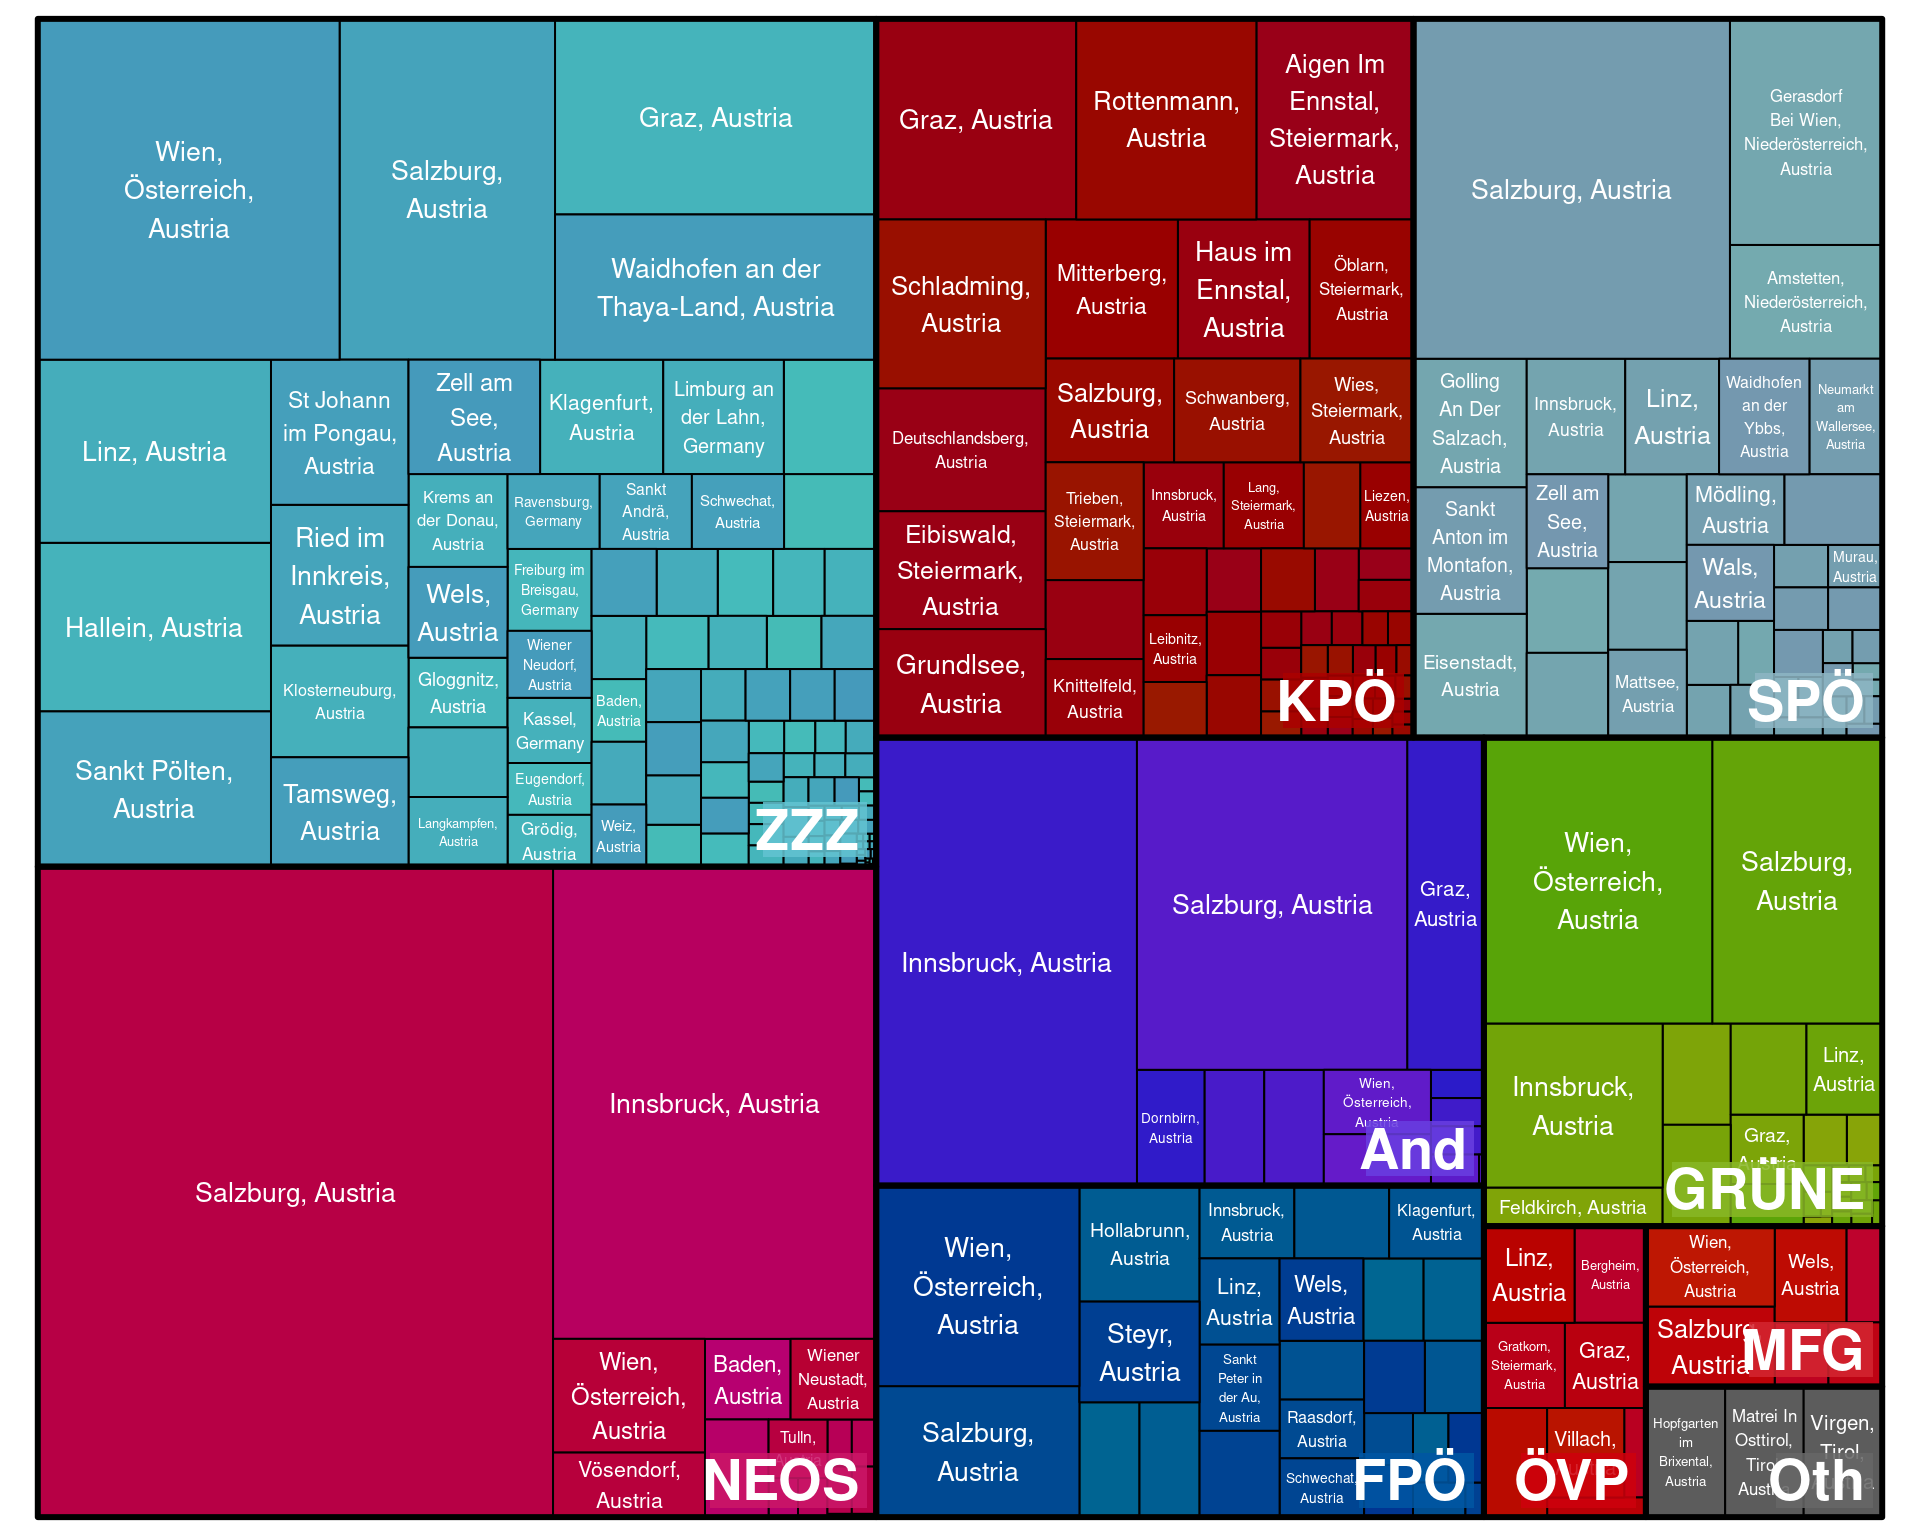 Wien,
Österreich,
Austria
Salzburg,
Austria
Graz, Austria
Waidhofen an der
Thaya-Land, Austria
Linz, Austria
Hallein, Austria
Sankt Pölten,
Austria
St Johann
im Pongau,
Austria
Ried im
Innkreis,
Austria
Klosterneuburg,
Austria
Tamsweg,
Austria
Zell am
See,
Austria
Klagenfurt,
Austria
Limburg an
der Lahn,
Germany
Krems an
der Donau,
Austria
Wels,
Austria
Gloggnitz,
Austria
Langkampfen,
Austria
Ravensburg,
Germany
Sankt
Andrä,
Austria
Schwechat,
Austria
Freiburg im
Breisgau,
Germany
Wiener
Neudorf,
Austria
Kassel,
Germany
Eugendorf,
Austria
Grödig,
Austria
Baden,
Austria
Weiz,
Austria
ZZZ
Graz, Austria
Rottenmann,
Austria
Aigen Im
Ennstal,
Steiermark,
Austria
Schladming,
Austria
Mitterberg,
Austria
Haus im
Ennstal,
Austria
Öblarn,
Steiermark,
Austria
Deutschlandsberg,
Austria
Eibiswald,
Steiermark,
Austria
Grundlsee,
Austria
Salzburg,
Austria
Schwanberg,
Austria
Wies,
Steiermark,
Austria
Trieben,
Steiermark,
Austria
Innsbruck,
Austria
Lang,
Steiermark,
Austria
Liezen,
Austria
Leibnitz,
Austria
Knittelfeld,
Austria
KPÖ
Salzburg, Austria
Gerasdorf
Bei Wien,
Niederösterreich,
Austria
Amstetten,
Niederösterreich,
Austria
Golling
An Der
Salzach,
Austria
Sankt
Anton im
Montafon,
Austria
Eisenstadt,
Austria
Innsbruck,
Austria
Linz,
Austria
Waidhofen
an der
Ybbs,
Austria
Neumarkt
am
Wallersee,
Austria
Zell am
See,
Austria
Mödling,
Austria
Wals,
Austria
Murau,
Austria
Mattsee,
Austria
SPÖ
Salzburg, Austria
Innsbruck, Austria
Wien,
Österreich,
Austria
Vösendorf,
Austria
Baden,
Austria
Wiener
Neustadt,
Austria
Tulln,
NEOS
Innsbruck, Austria
Salzburg, Austria
Graz,
Austria
Dornbirn,
Austria
Wien,
Österreich,
Austria
And
Wien,
Österreich,
Austria
Salzburg,
Austria
Innsbruck,
Austria
Linz,
Austria
Graz,
Austria
Feldkirch, Austria
GRÜNE
Wien,
Österreich,
Austria
Salzburg,
Austria
Hollabrunn,
Austria
Steyr,
Austria
Innsbruck,
Austria
Klagenfurt,
Austria
Linz,
Austria
Wels,
Austria
Sankt
Peter in
der Au,
Austria
Raasdorf,
Austria
Schwechat,
Austria
FPÖ
Linz,
Austria
Bergheim,
Austria
Gratkorn,
Steiermark,
Austria
Graz,
Austria
Villach,
ÖVP
Wien,
Österreich,
Austria
Wels,
Austria
Salzburg,
Austria
MFG
Hopfgarten
im
Brixental,
Austria
Matrei In
Osttirol,
Tirol,
Austria
Virgen,
Tirol,
Oth